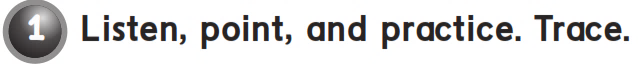 1 Listen, point, and practice. Trace.